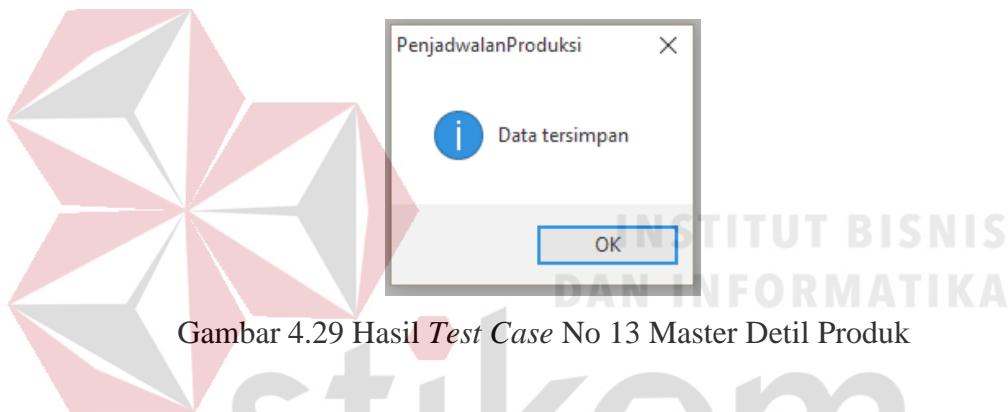 PenjadwalanProduksi
Data tersimpan
OK
INSTITUT BISNIS
DAN INFORMATIKA
Gambar 4.29 Hasil Test Case No 13 Master Detil Produk
stikom